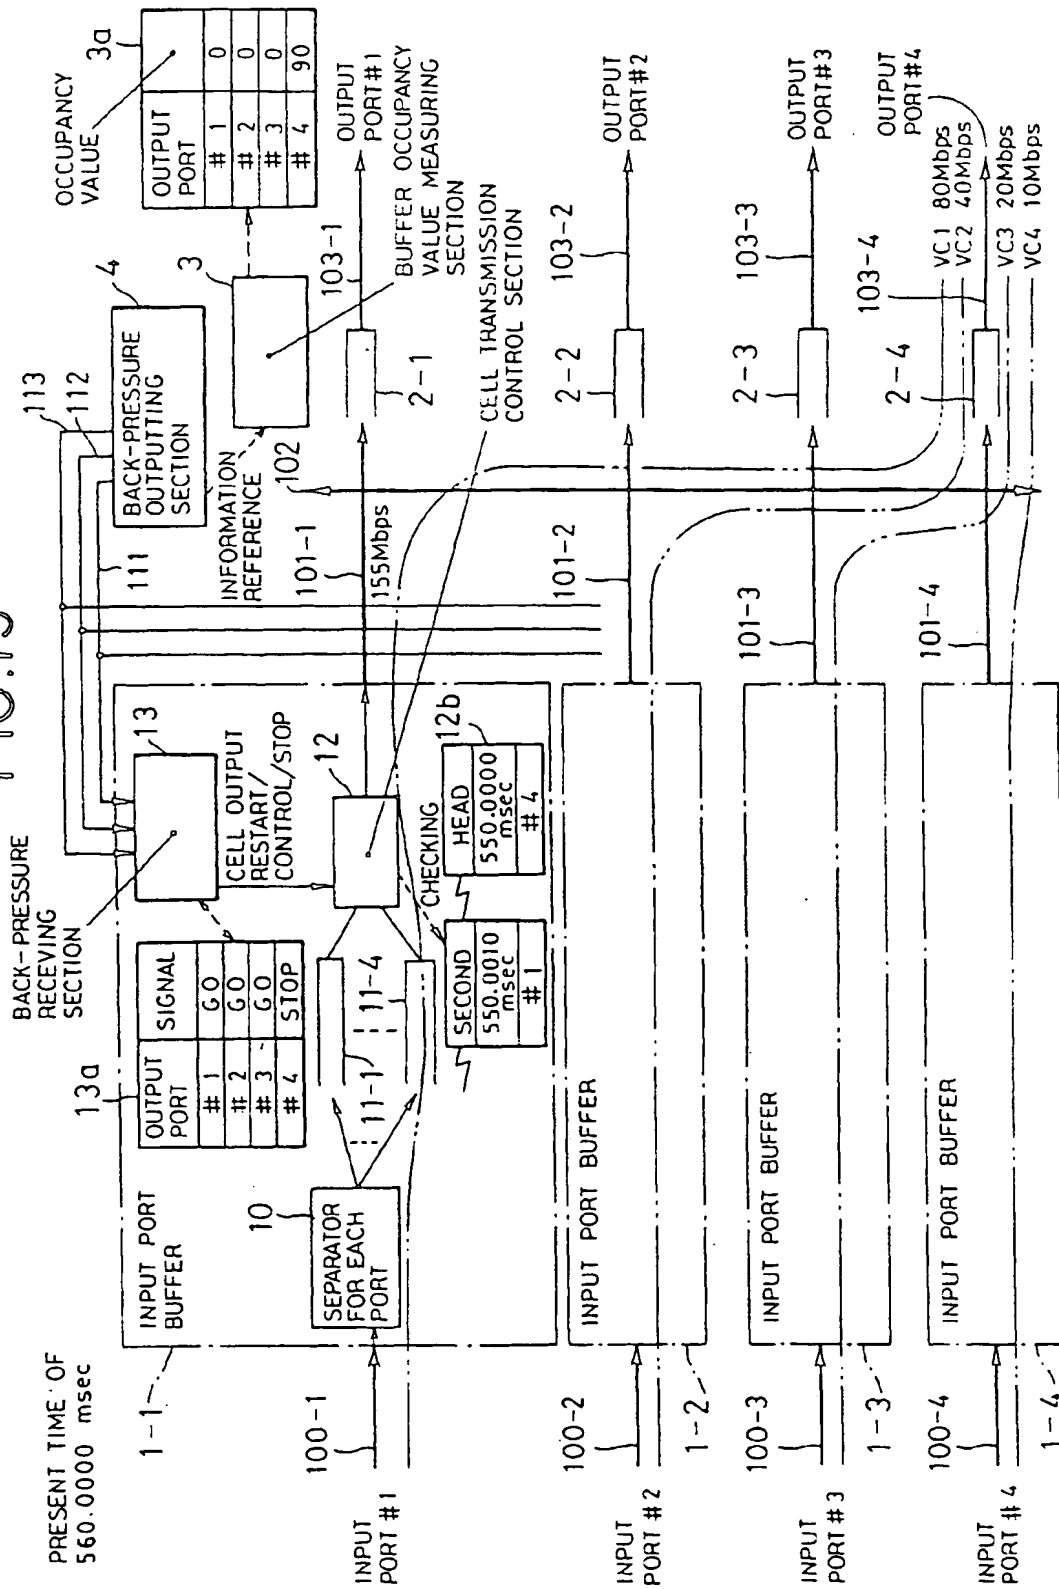 FIG.15
PRESENT TIME OF
560.0000 msec
BACK-PRESSURE
RECEVING
SECTION
113
112
111
4
BACK-PRESSURE
OUTPUTTING
SECTION
OCCUPANCY
VALUE
3a
OUTPUT
PORT
# 1 0
# 2 0
# 3 0
# 4 90
3
INFORMATION
REFERENCE
BUFFER OCCUPANCY
VALUE MEASURING
SECTION
CELL TRANSMISSION
CONTROL SECTION
1-1
INPUT PORT
BUFFER
13a
OUTPUT
PORT
SIGNAL
# 1 GO
# 2 GO
# 3 GO
# 4 STOP
13
CELL OUTPUT
RESTART/
CONTROL/STOP
12
10
SEPARATOR
FOR EACH
PORT
11-1
11-4
CHECKING
SECOND
550.0010
msec
# 1
HEAD
550.0000
msec
# 4
12b
INPUT
PORT #1
100-1
101-1
155Mbps
102
2-1
103-1
OUTPUT
PORT#1
INPUT
PORT #2
100-2
1-2
INPUT PORT BUFFER
101-2
2-2
103-2
OUTPUT
PORT#2
INPUT
PORT #3
100-3
1-3
INPUT PORT BUFFER
101-3
2-3
103-3
OUTPUT
PORT#3
INPUT
PORT #4
100-4
1-4
INPUT PORT BUFFER
101-4
2-4
103-4
OUTPUT
PORT#4
VC1 80Mbps
VC2 40Mbps
VC3 20Mbps
VC4 10Mbps